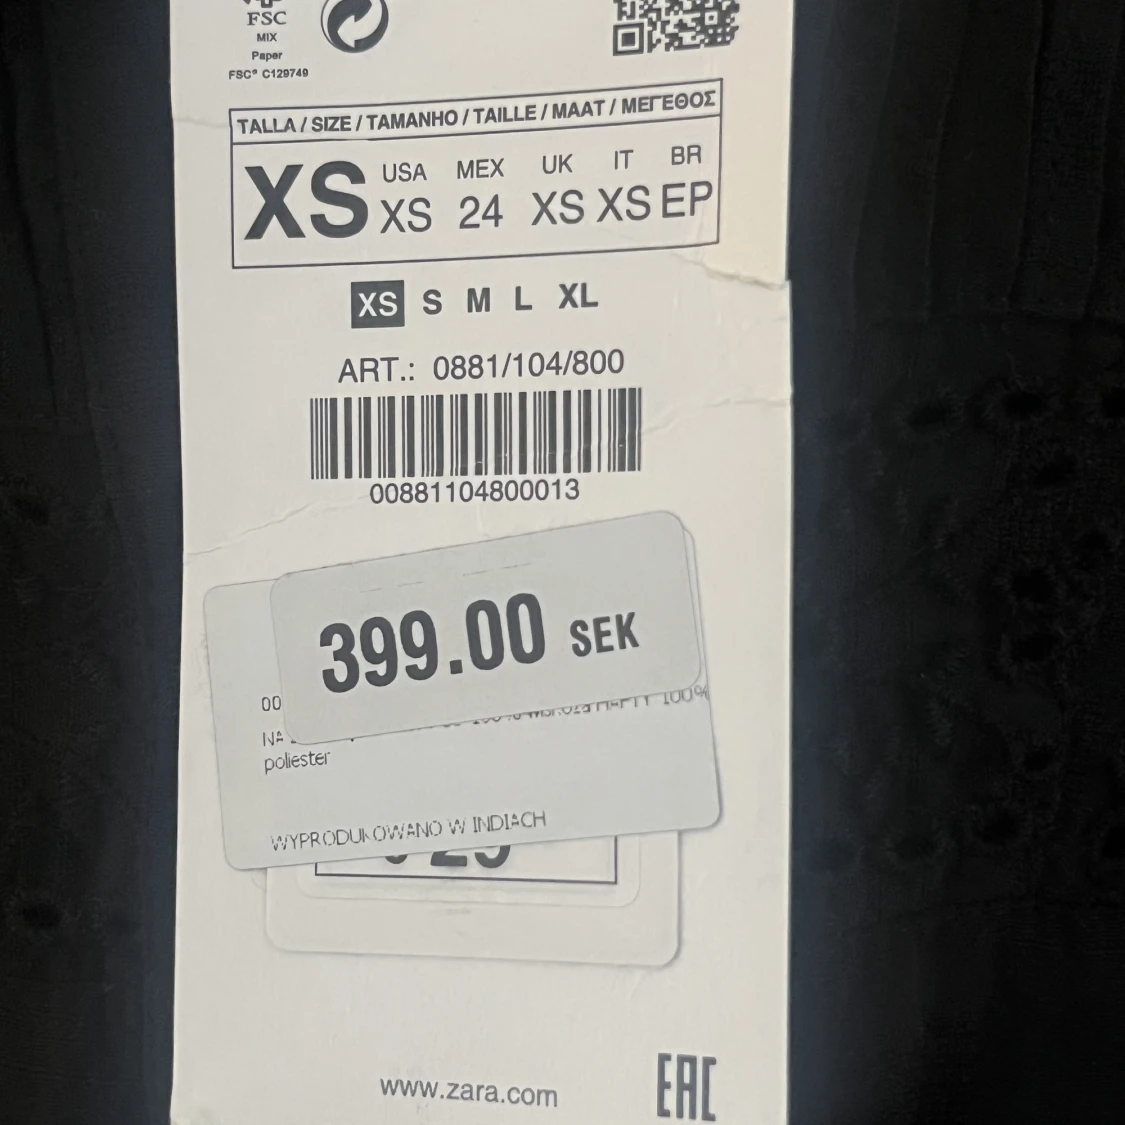 FSC
MIX
Paper
FSC® C129749
TALLA / SIZE / TAMANHO / TAILLE / MAAT / ΜΕΓΕΘΟΣ
XS USA MEX UK IT BR
XS 24 XS XS EP
XS S M L XL
ART.: 0881/104/800
00881104800013
399.00 SEK
00
100%
poliester
WYPRODUKOWANO W INDIACH
www.zara.com
EAC